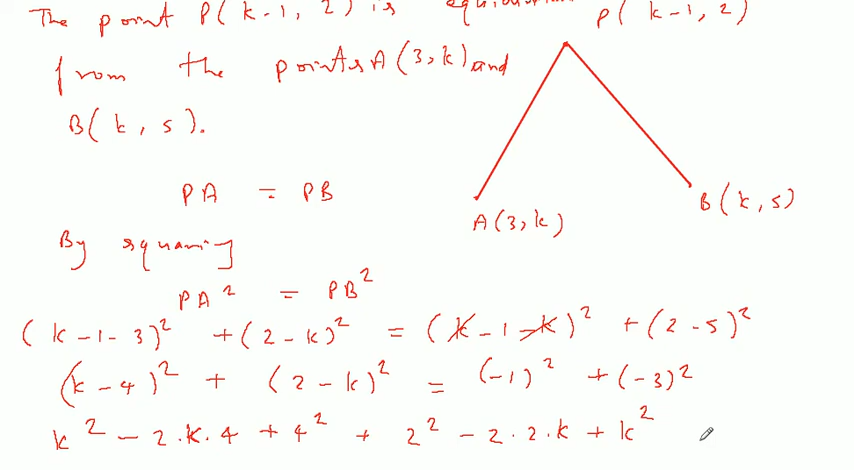 The point P(k-1, 2) is
from the points A(3, k) and
B(k, 5).
P(k-1, 2)
A(3, k)
B(k, 5)
PA = PB
By squaring
PA² = PB²
(k-1-3)² + (2-k)² = (k-1-k)² + (2-5)²
(k-4)² + (2-k)² = (-1)² + (-3)²
k² - 2.k.4 + 4² + 2² - 2.2.k + k²